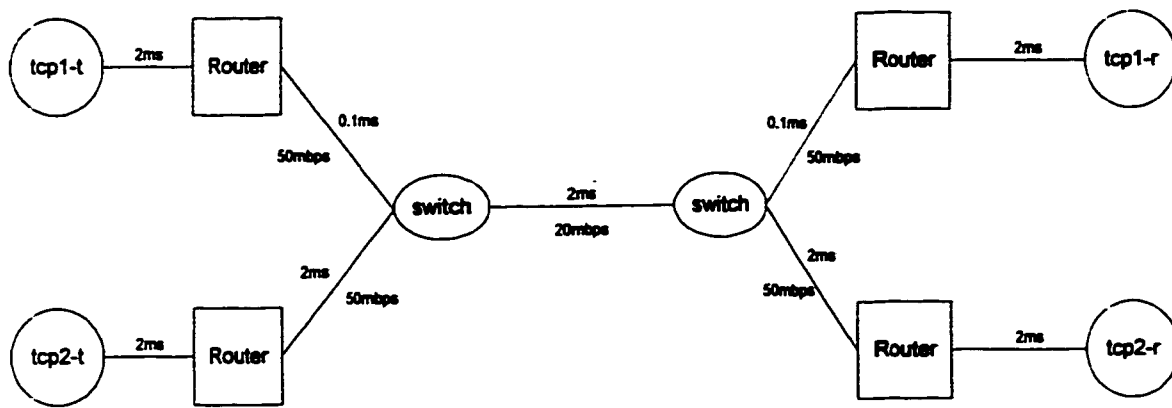 tcp1-t
2ms
Router
0.1ms
50mbps
Router
2ms
tcp1-r
0.1ms
50mbps
switch
2ms
20mbps
switch
2ms
50mbps
2ms
50mbps
tcp2-t
2ms
Router
Router
2ms
tcp2-r